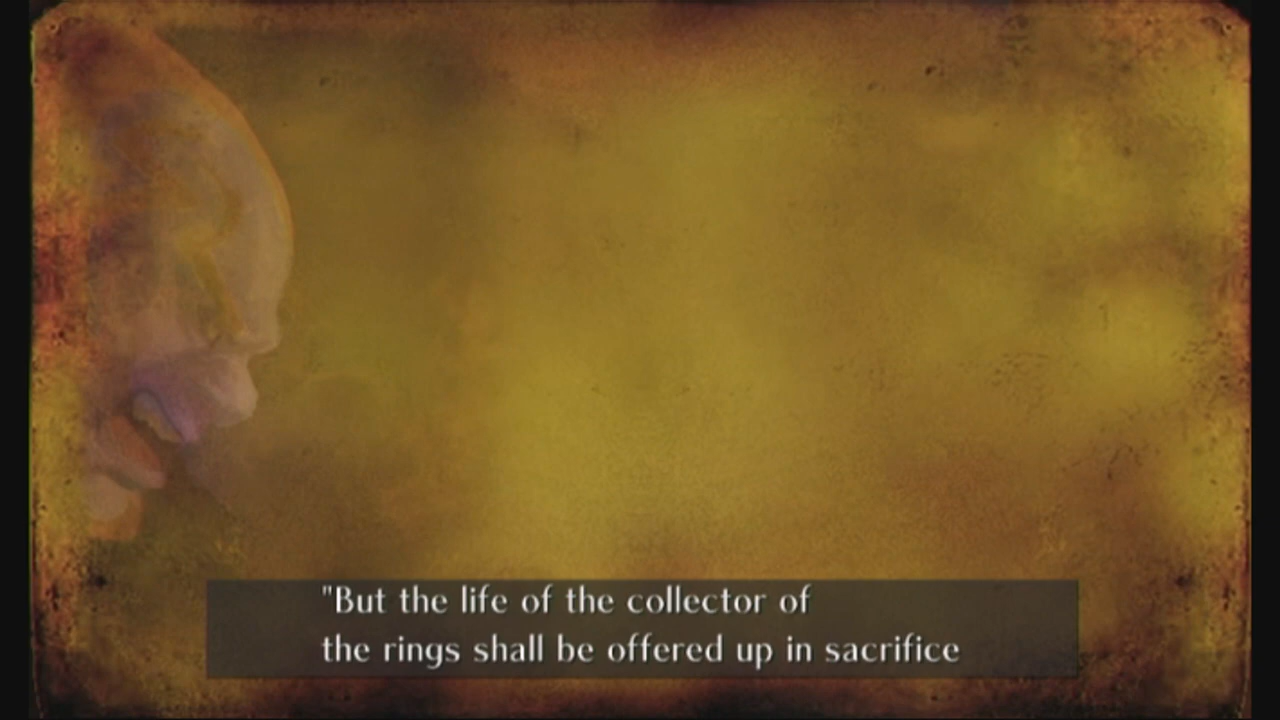 "But the life of the collector of
the rings shall be offered up in sacrifice